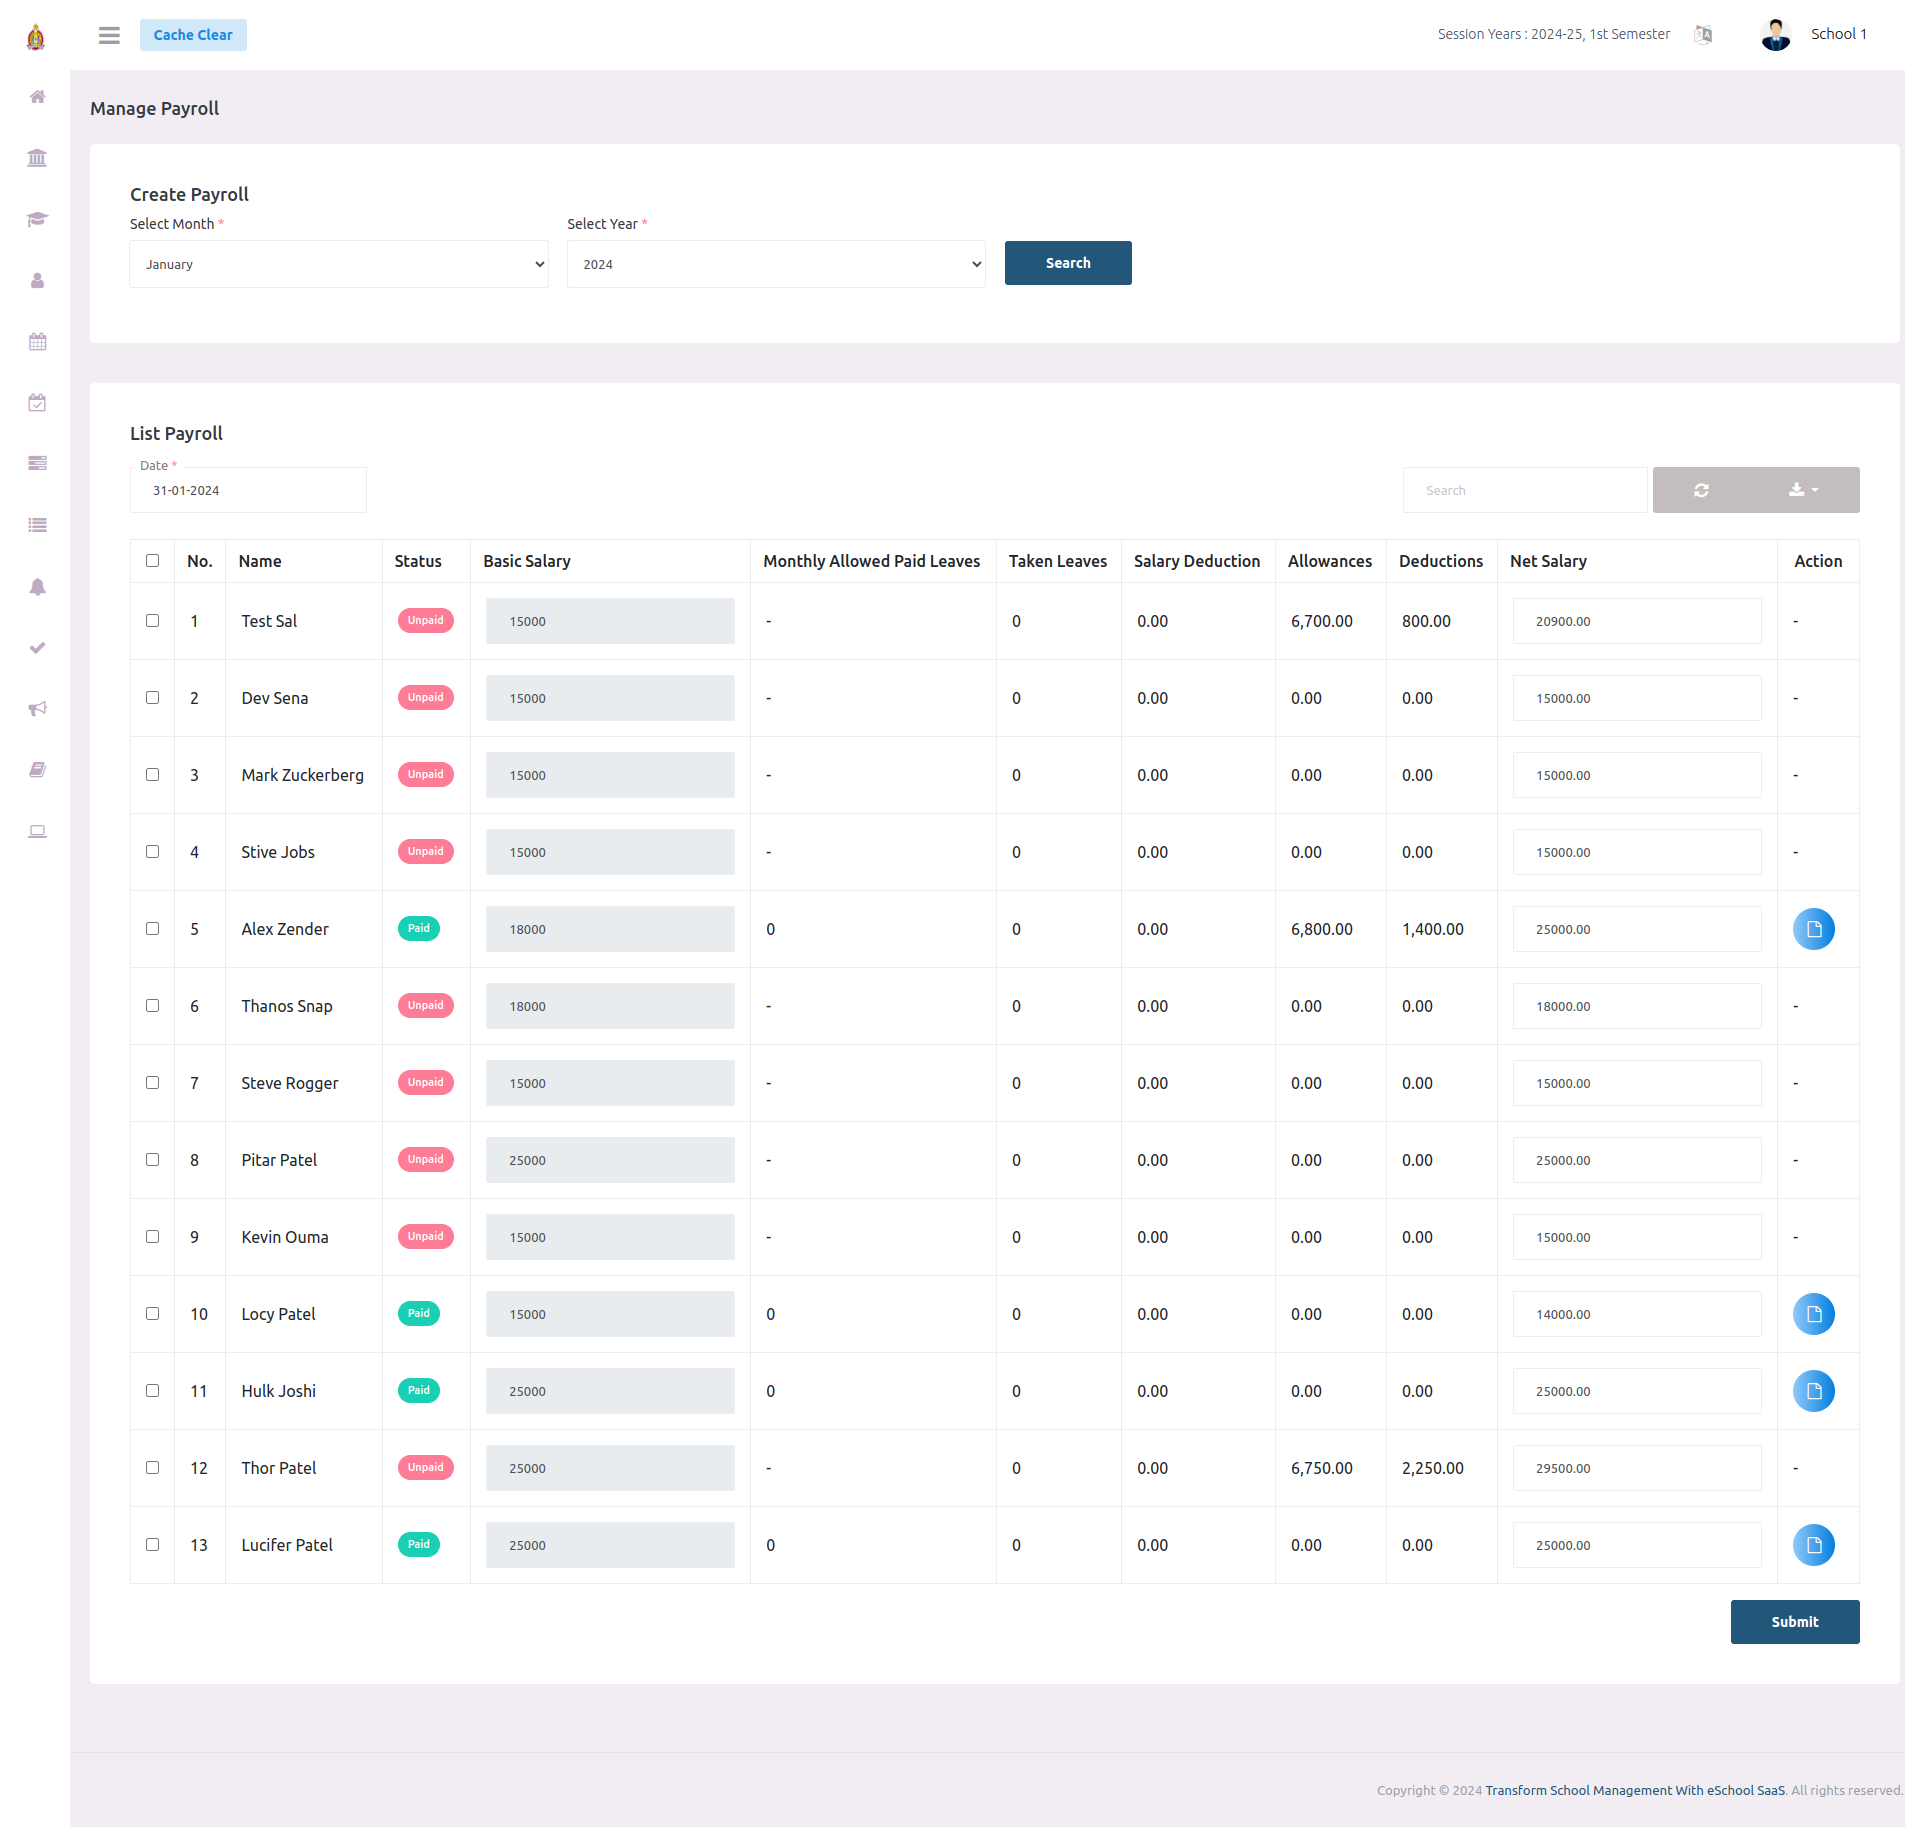 Cache Clear
Session Years : 2024-25, 1st Semester
School 1
Manage Payroll
Create Payroll
Select Month * Select Year *
January 2024 Search
List Payroll
Date *
31-01-2024 Search
No. Name Status Basic Salary Monthly Allowed Paid Leaves Taken Leaves Salary Deduction Allowances Deductions Net Salary Action
1 Test Sal Unpaid 15000 - 0 0.00 6,700.00 800.00 20900.00 -
2 Dev Sena Unpaid 15000 - 0 0.00 0.00 0.00 15000.00 -
3 Mark Zuckerberg Unpaid 15000 - 0 0.00 0.00 0.00 15000.00 -
4 Stive Jobs Unpaid 15000 - 0 0.00 0.00 0.00 15000.00 -
5 Alex Zender Paid 18000 0 0 0.00 6,800.00 1,400.00 25000.00
6 Thanos Snap Unpaid 18000 - 0 0.00 0.00 0.00 18000.00 -
7 Steve Rogger Unpaid 15000 - 0 0.00 0.00 0.00 15000.00 -
8 Pitar Patel Unpaid 25000 - 0 0.00 0.00 0.00 25000.00 -
9 Kevin Ouma Unpaid 15000 - 0 0.00 0.00 0.00 15000.00 -
10 Locy Patel Paid 15000 0 0 0.00 0.00 0.00 14000.00
11 Hulk Joshi Paid 25000 0 0 0.00 0.00 0.00 25000.00
12 Thor Patel Unpaid 25000 - 0 0.00 6,750.00 2,250.00 29500.00 -
13 Lucifer Patel Paid 25000 0 0 0.00 0.00 0.00 25000.00
Submit
Copyright © 2024 Transform School Management With eSchool SaaS. All rights reserved.